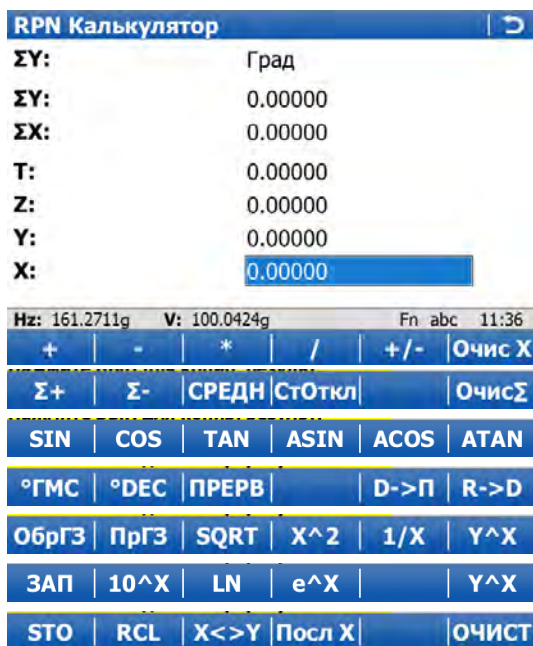 RPN Калькулятор
ΣY: Град
ΣY: 0.00000
ΣX: 0.00000
T: 0.00000
Z: 0.00000
Y: 0.00000
X: 0.00000
Hz: 161.2711g V: 100.0424g Fn abc 11:36
+ - * / +/- Очис X
Σ+ Σ- СРЕДН СтОткл ОчисΣ
SIN COS TAN ASIN ACOS ATAN
°ГМС °DEC ПРЕРВ D->П R->D
ОбрГЗ ПрГЗ SQRT X^2 1/X Y^X
ЗАП 10^X LN e^X Y^X
STO RCL X<>Y Посл X ОЧИСТ